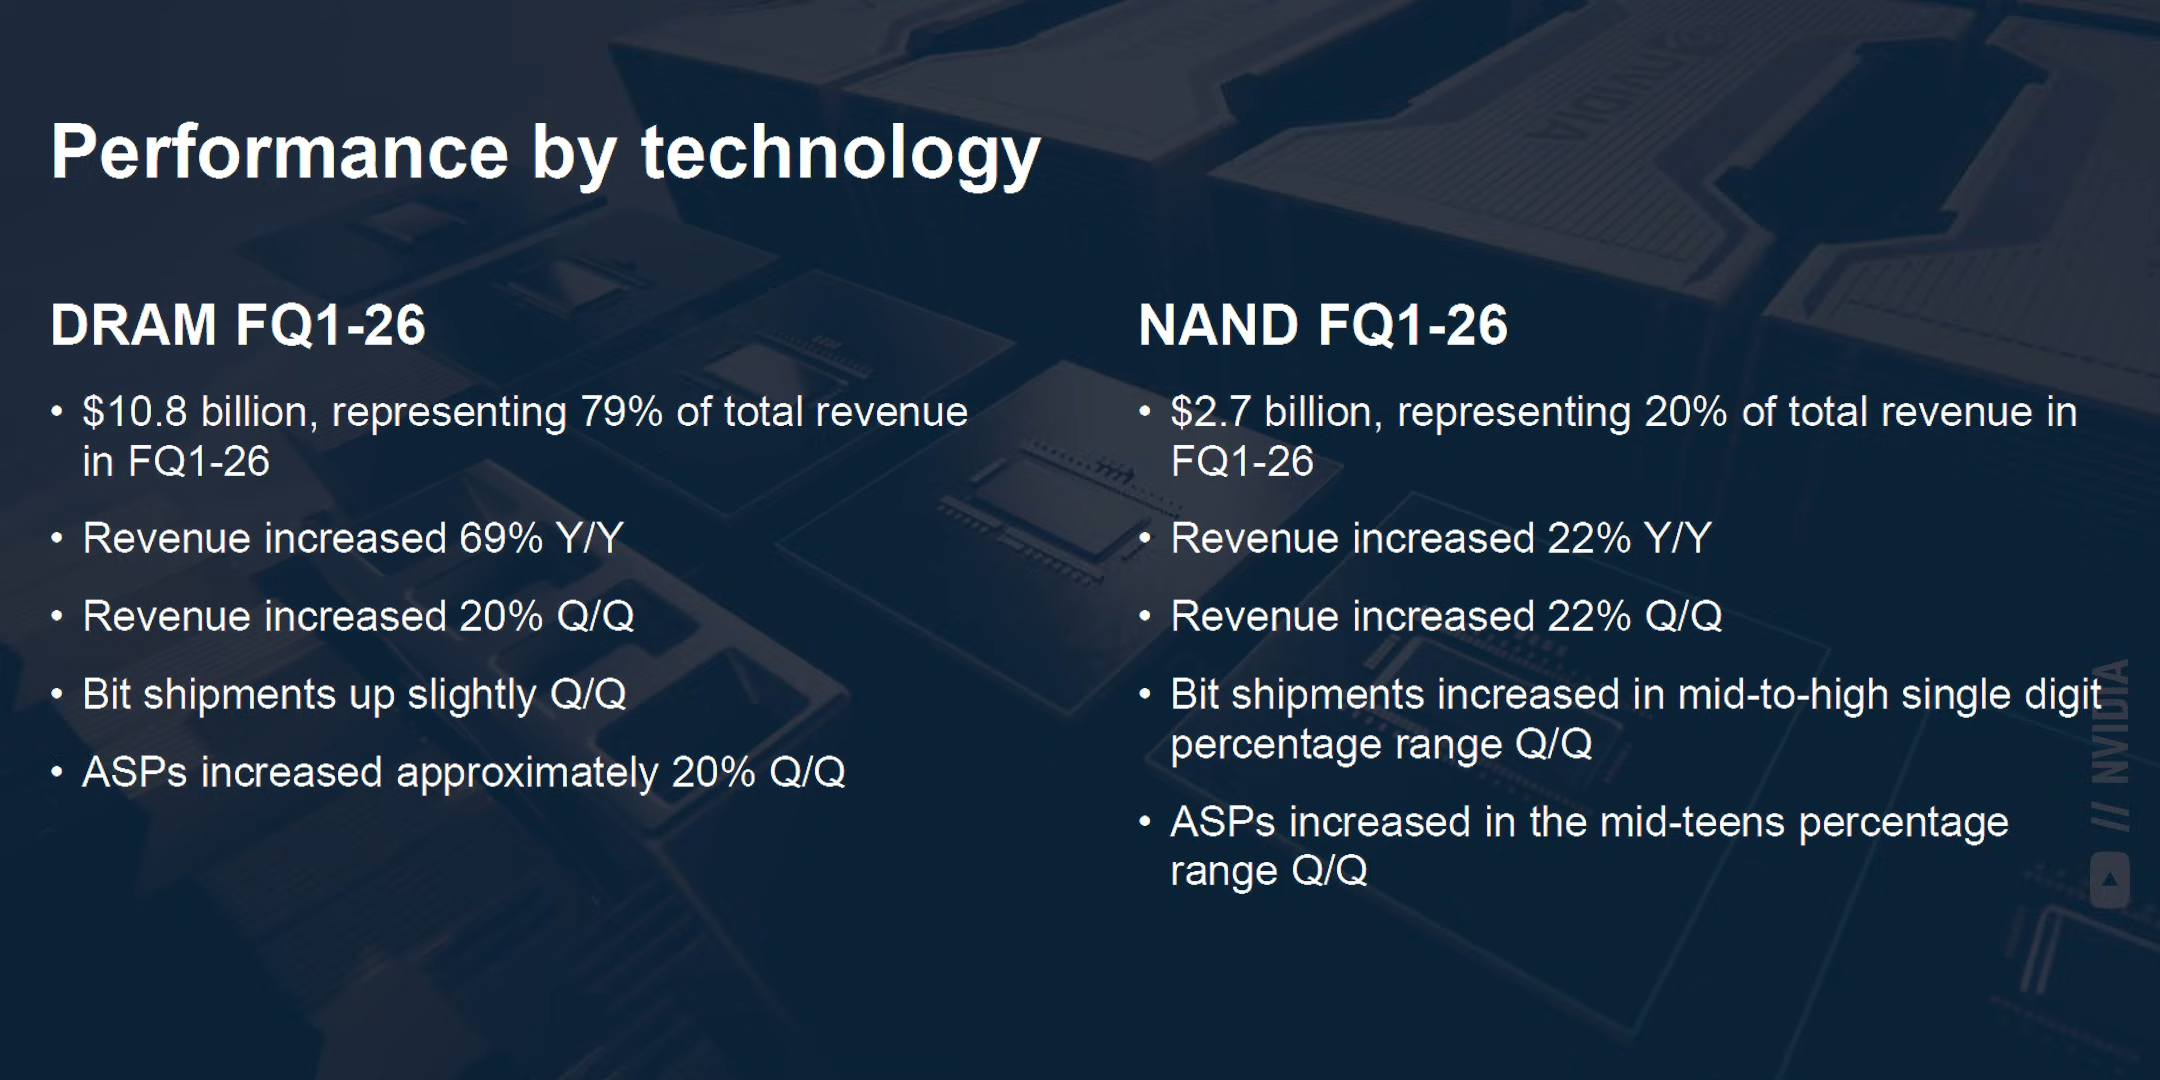 Performance by technology
DRAM FQ1-26
• $10.8 billion, representing 79% of total revenue
in FQ1-26
• Revenue increased 69% Y/Y
• Revenue increased 20% Q/Q
• Bit shipments up slightly Q/Q
• ASPs increased approximately 20% Q/Q
NAND FQ1-26
• $2.7 billion, representing 20% of total revenue in
FQ1-26
• Revenue increased 22% Y/Y
• Revenue increased 22% Q/Q
• Bit shipments increased in mid-to-high single digit
percentage range Q/Q
• ASPs increased in the mid-teens percentage
range Q/Q
// NVIDIA
NVIDIA